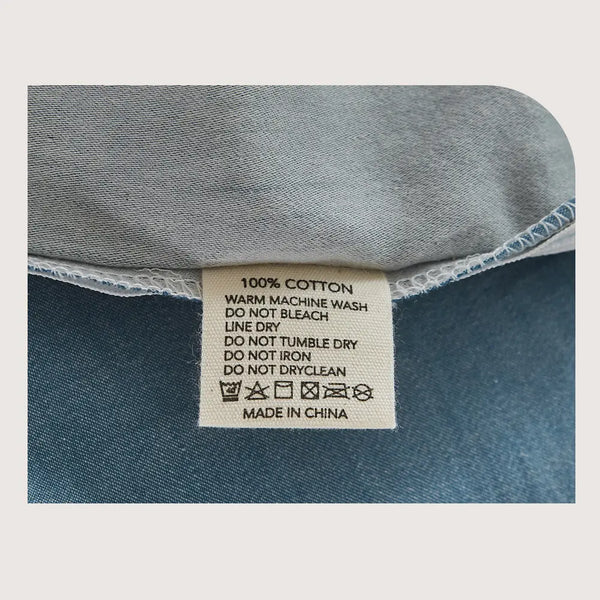 100% COTTON
WARM MACHINE WASH
DO NOT BLEACH
LINE DRY
DO NOT TUMBLE DRY
DO NOT IRON
DO NOT DRYCLEAN
MADE IN CHINA